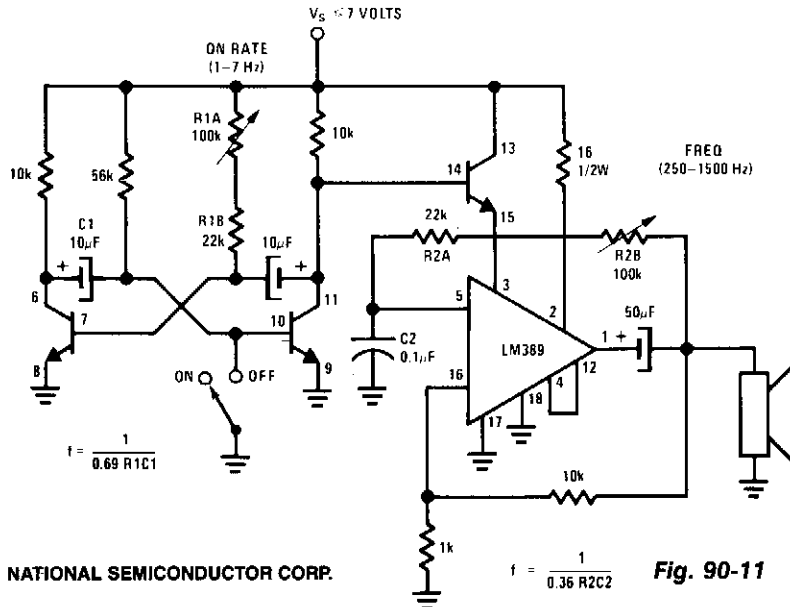 VS ≤ 7 VOLTS
ON RATE
(1–7 Hz)
R1A
100k
10k
10k
56k
13
14
15
16
1/2W
FREQ
(250–1500 Hz)
C1
10µF
+
R1B
22k
10µF
+
22k
R2A
R2B
100k
6
7
8
11
10
9
ON
OFF
3
5
2
50µF
1
+
C2
0.1µF
LM389
12
4
16
18
17
f = 1 / 0.69 R1C1
10k
1k
f = 1 / 0.36 R2C2
NATIONAL SEMICONDUCTOR CORP.
Fig. 90-11